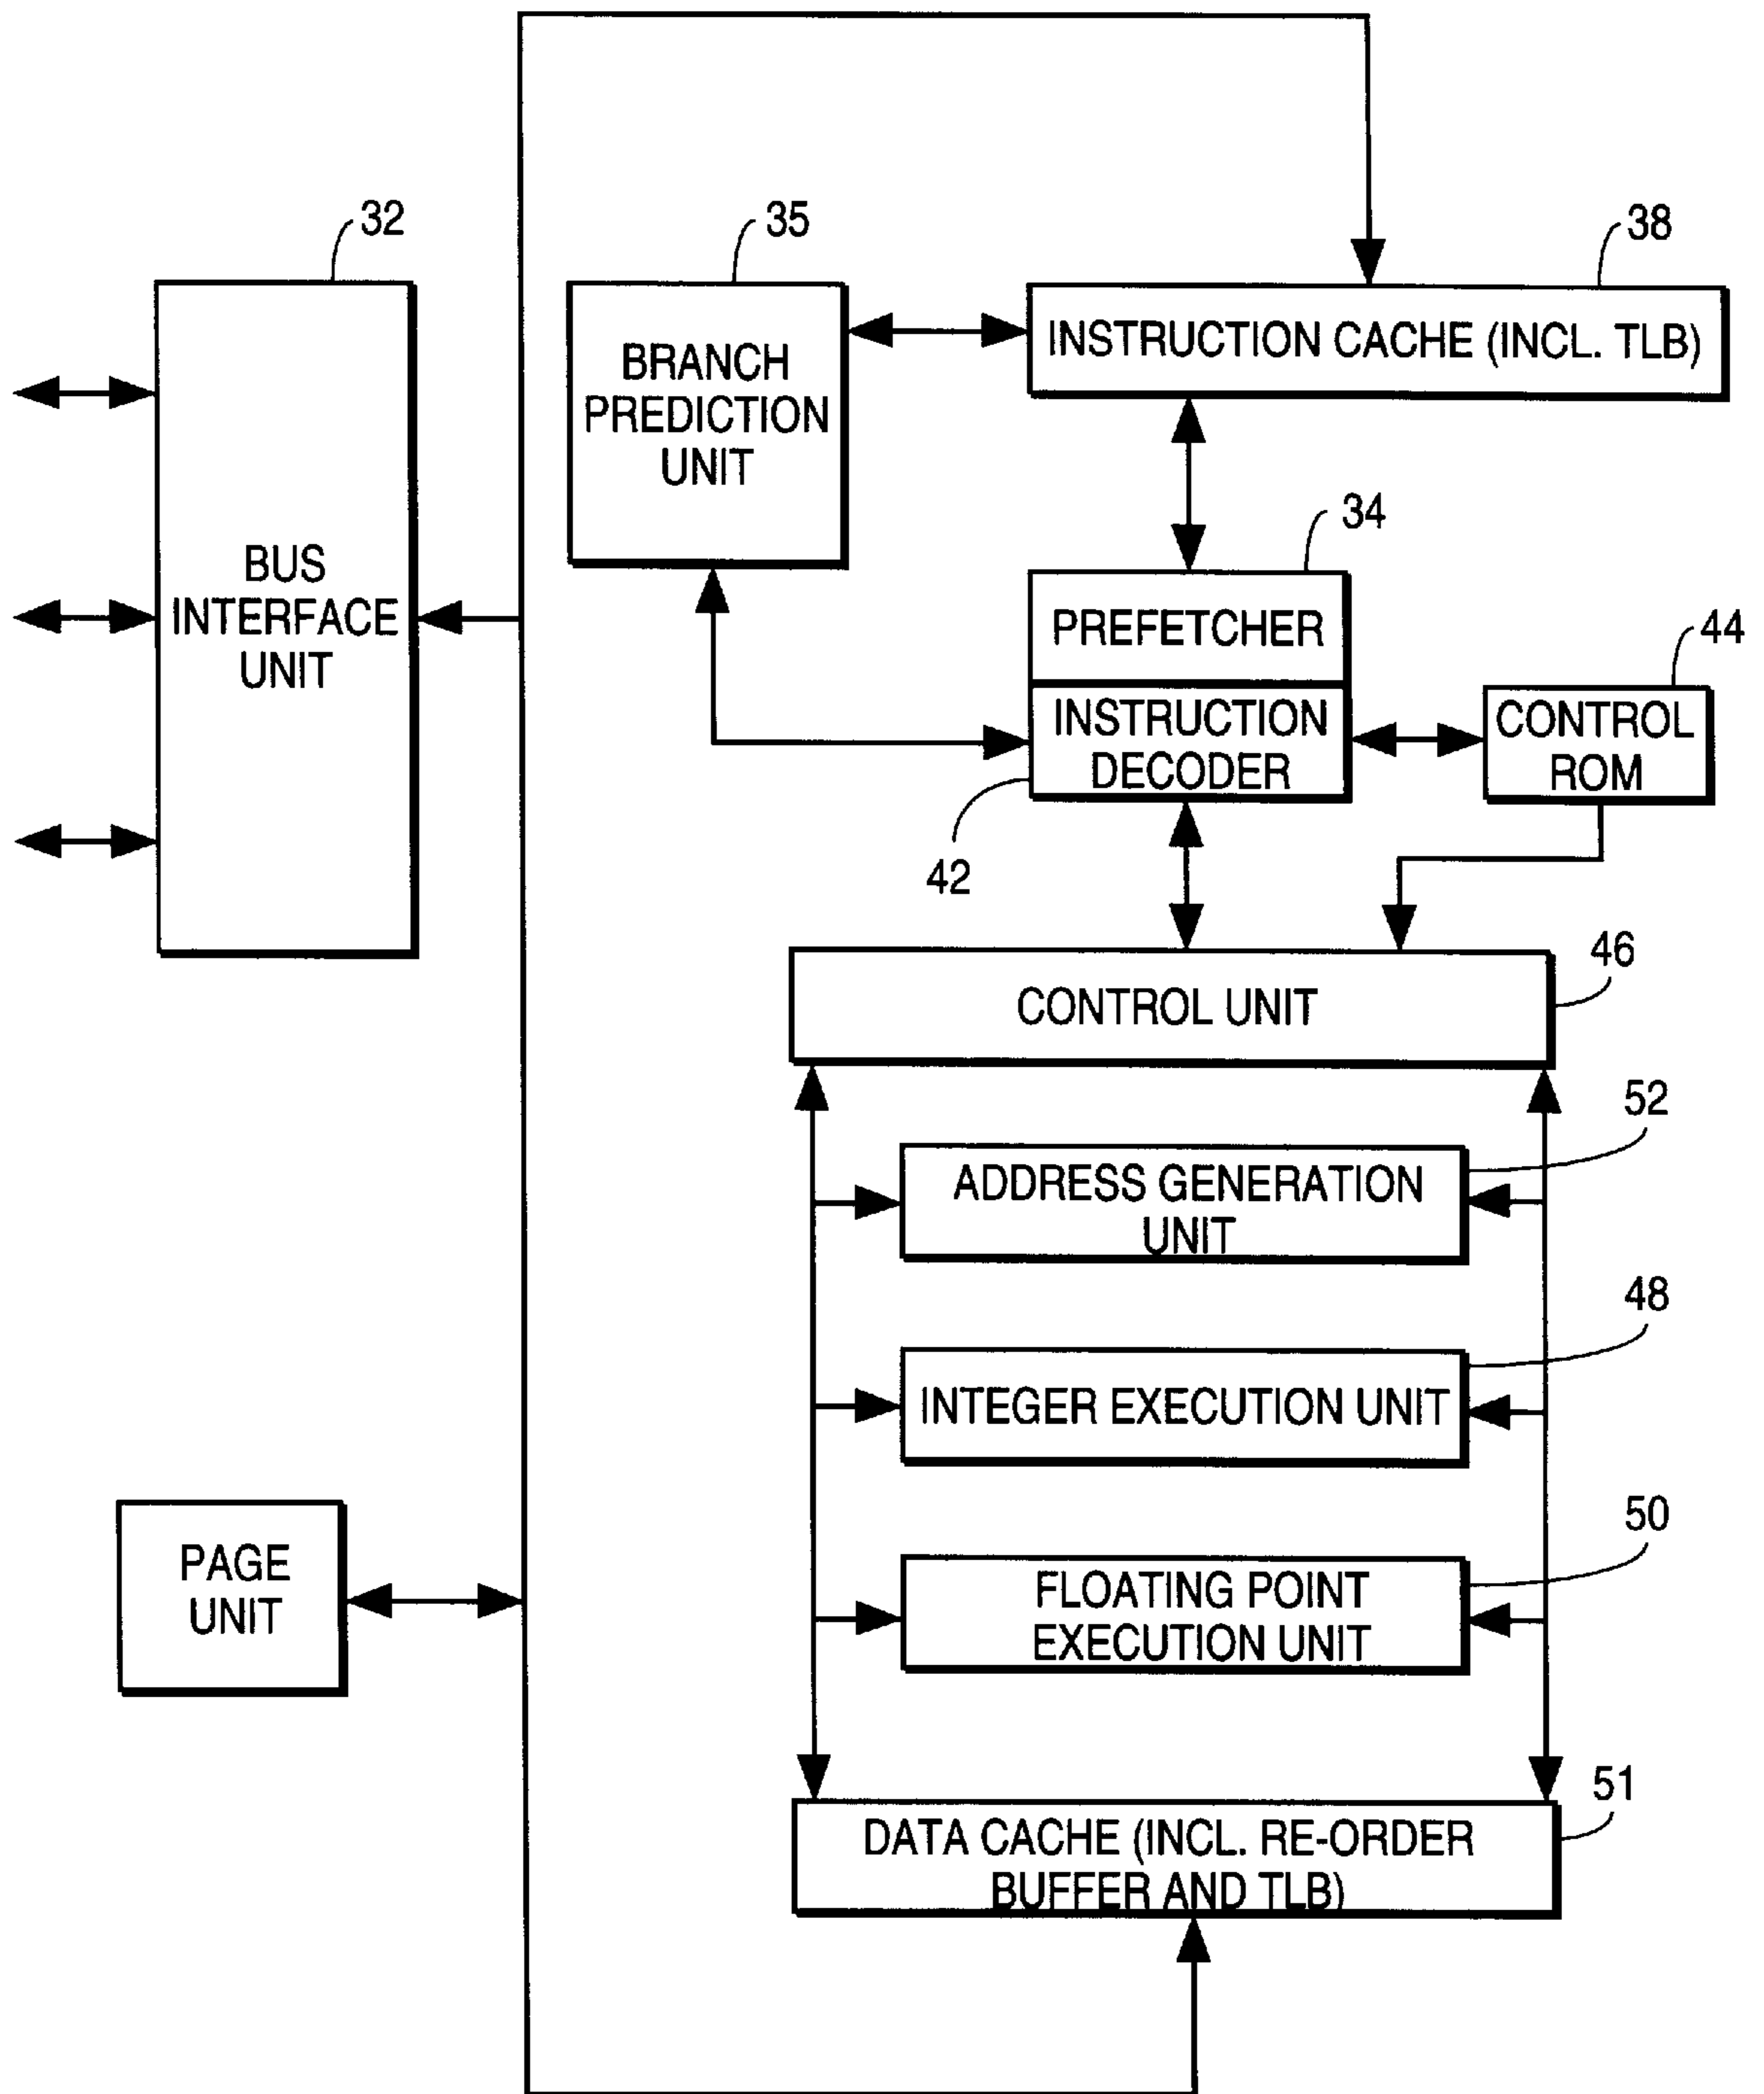 32
35
38
INSTRUCTION CACHE (INCL. TLB)
BRANCH
PREDICTION
UNIT
34
BUS
INTERFACE
UNIT
PREFETCHER
44
INSTRUCTION
DECODER
CONTROL
ROM
42
46
CONTROL UNIT
52
ADDRESS GENERATION
UNIT
48
INTEGER EXECUTION UNIT
50
PAGE
UNIT
FLOATING POINT
EXECUTION UNIT
51
DATA CACHE (INCL. RE-ORDER
BUFFER AND TLB)